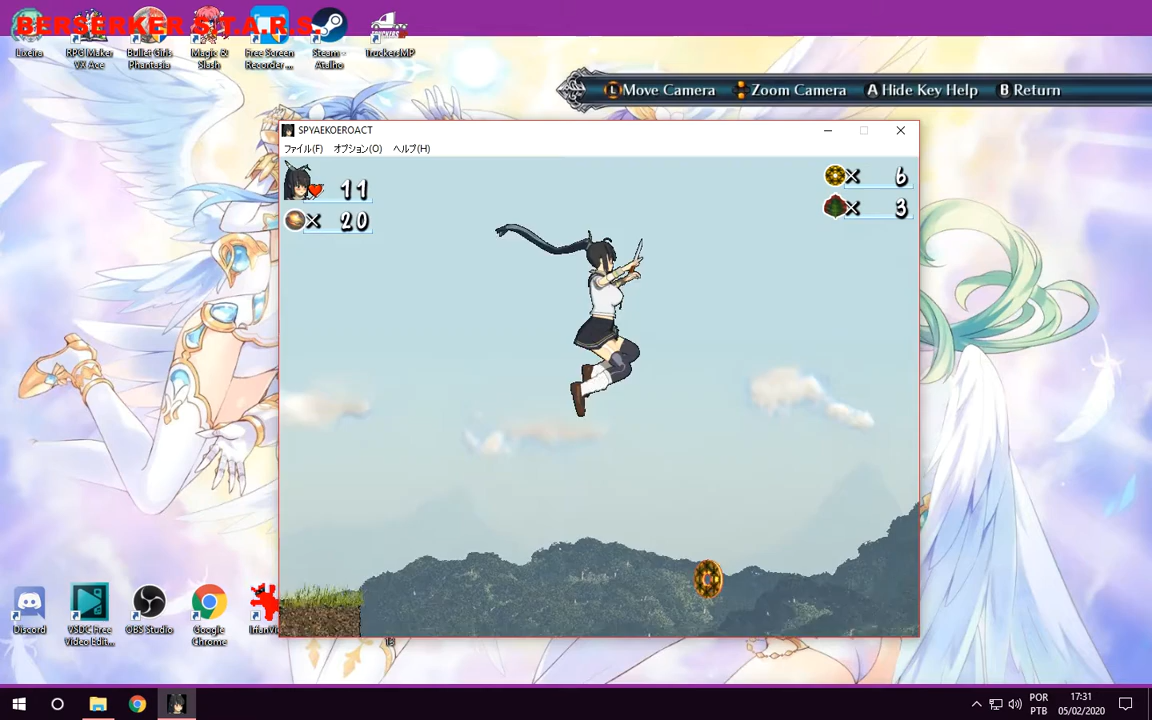 BERSERKER S.T.A.R.S.
Lixeira
RPG Maker VX Ace
Bullet Girls Phantasia
Magic & Slash
Free Screen Recorder ...
Steam - Atalho
TruckersMP
L Move Camera
Zoom Camera
A Hide Key Help
B Return
SPYAEKOEROACT
ファイル(F) オプション(O) ヘルプ(H)
11
× 20
× 6
× 3
Discord
VSDC Free Video Edit...
OBS Studio
Google Chrome
POR
PTB
17:31
05/02/2020